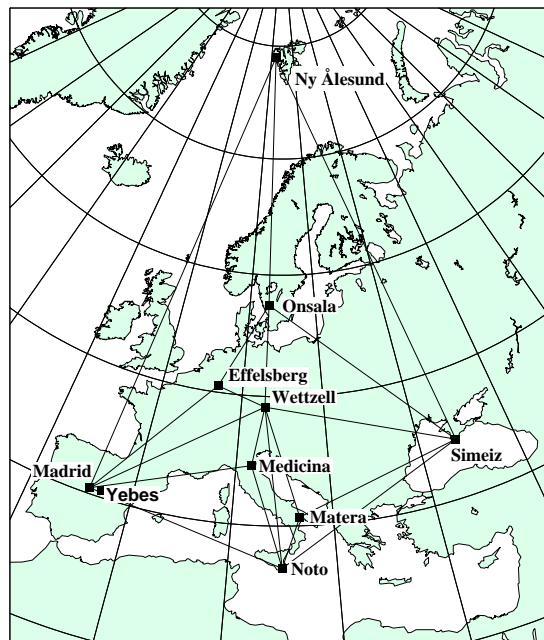 Ny Ålesund
Onsala
Effelsberg
Wettzell
Simeiz
Medicina
Madrid
Yebes
Matera
Noto